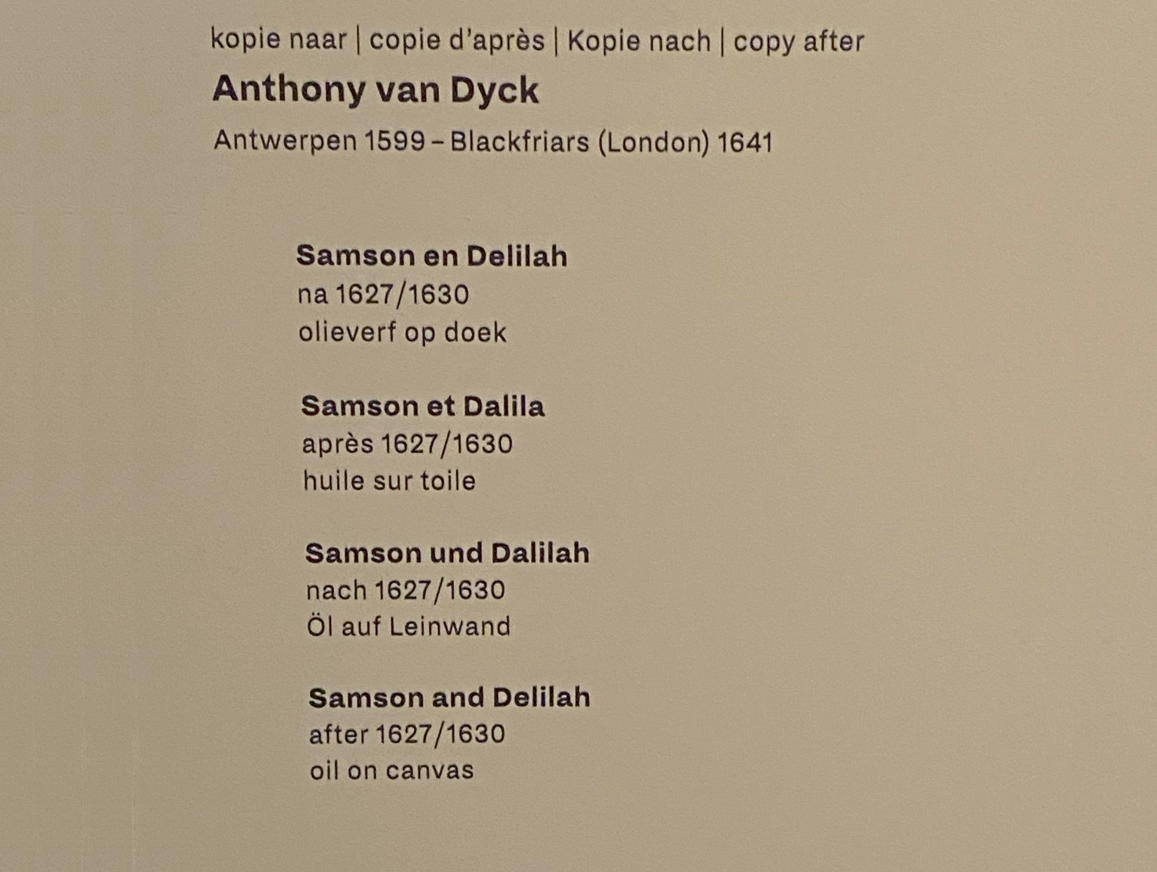 kopie naar | copie d'après | Kopie nach | copy after
Anthony van Dyck
Antwerpen 1599 – Blackfriars (London) 1641
Samson en Delilah
na 1627/1630
olieverf op doek
Samson et Dalila
après 1627/1630
huile sur toile
Samson und Dalilah
nach 1627/1630
Öl auf Leinwand
Samson and Delilah
after 1627/1630
oil on canvas